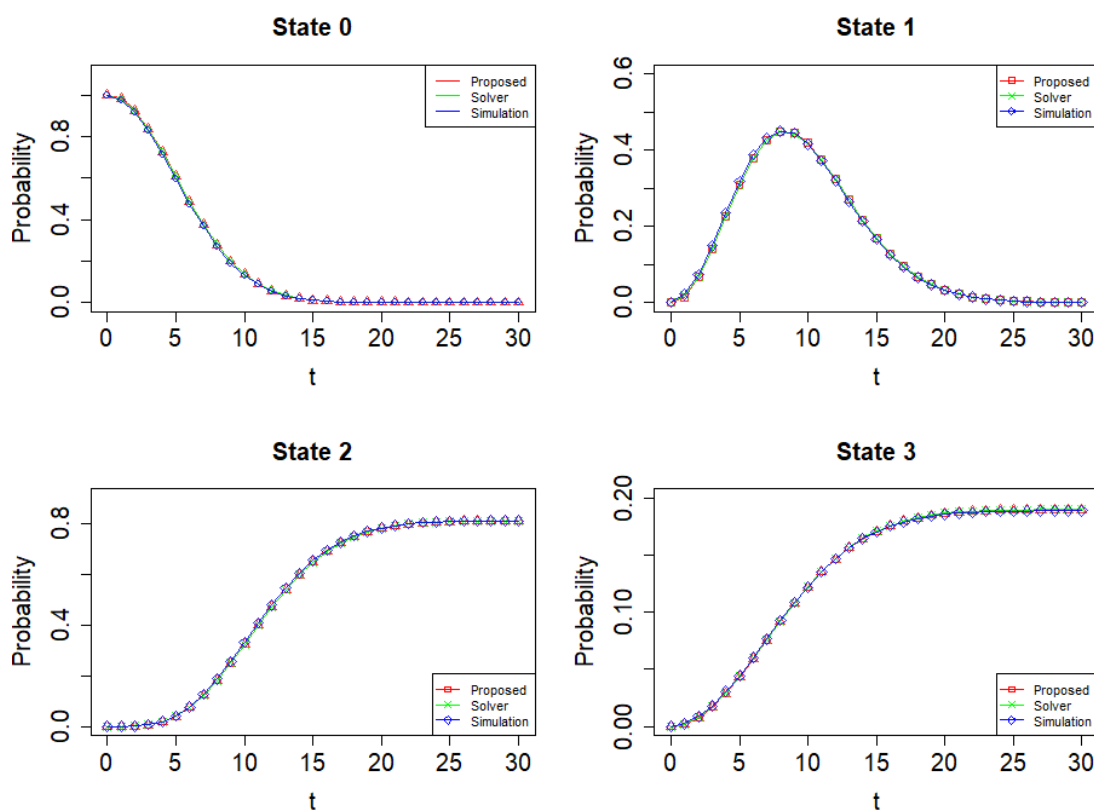 State 0
Probability
0.0 0.4 0.8
Proposed
Solver
Simulation
0 5 10 15 20 25 30
t
State 1
Probability
0.0 0.2 0.4 0.6
Proposed
Solver
Simulation
0 5 10 15 20 25 30
t
State 2
Probability
0.0 0.4 0.8
Proposed
Solver
Simulation
0 5 10 15 20 25 30
t
State 3
Probability
0.00 0.10 0.20
Proposed
Solver
Simulation
0 5 10 15 20 25 30
t